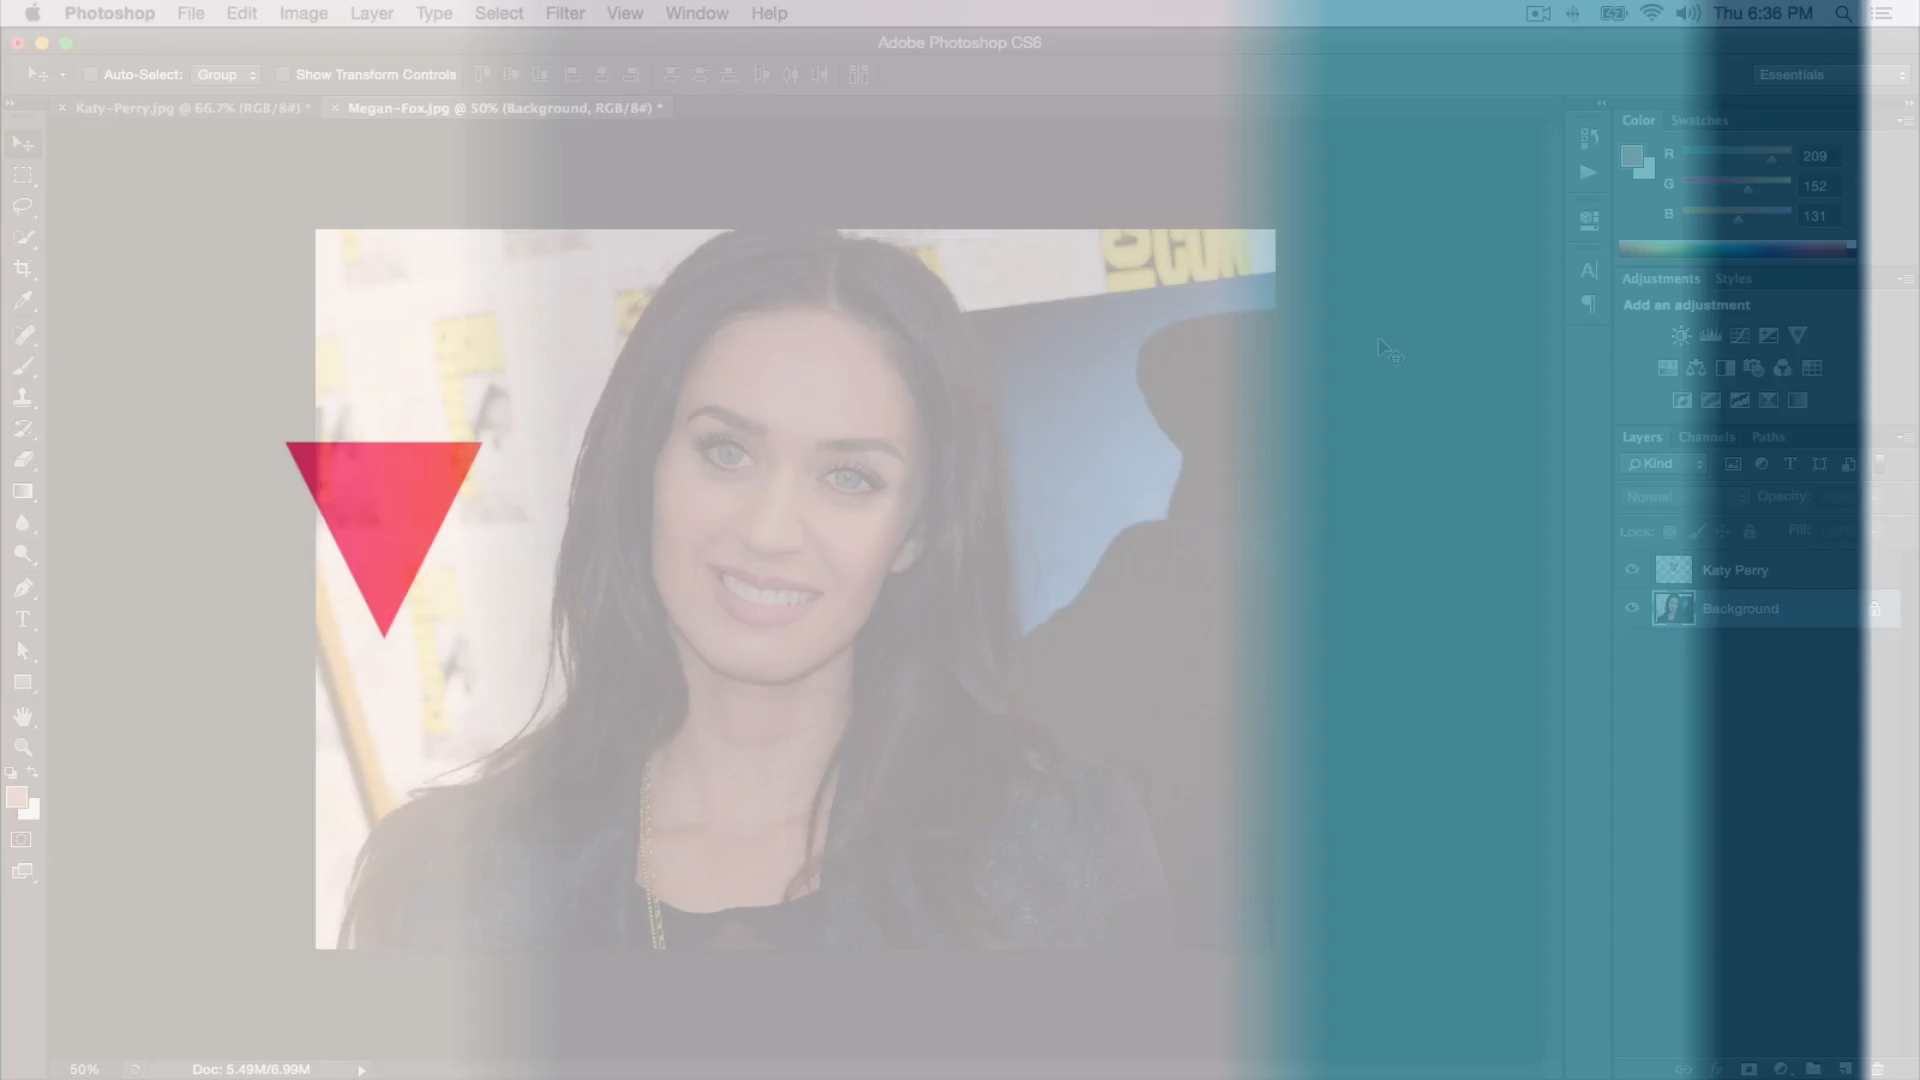 Photoshop File Edit Image Layer Type Select Filter View Window Help Thu 6:36 PM
Adobe Photoshop CS6
Auto-Select: Group Show Transform Controls Essentials
× Katy-Perry.jpg @ 66.7% (RGB/8#) * × Megan-Fox.jpg @ 50% (Background, RGB/8#) *
Color Swatches
R 209
G 152
B 131
CON
Adjustments Styles
Add an adjustment
Layers Channels Paths
Kind
Normal Opacity:
Lock: Fill:
Katy Perry
Background
50% Doc: 5.49M/6.99M